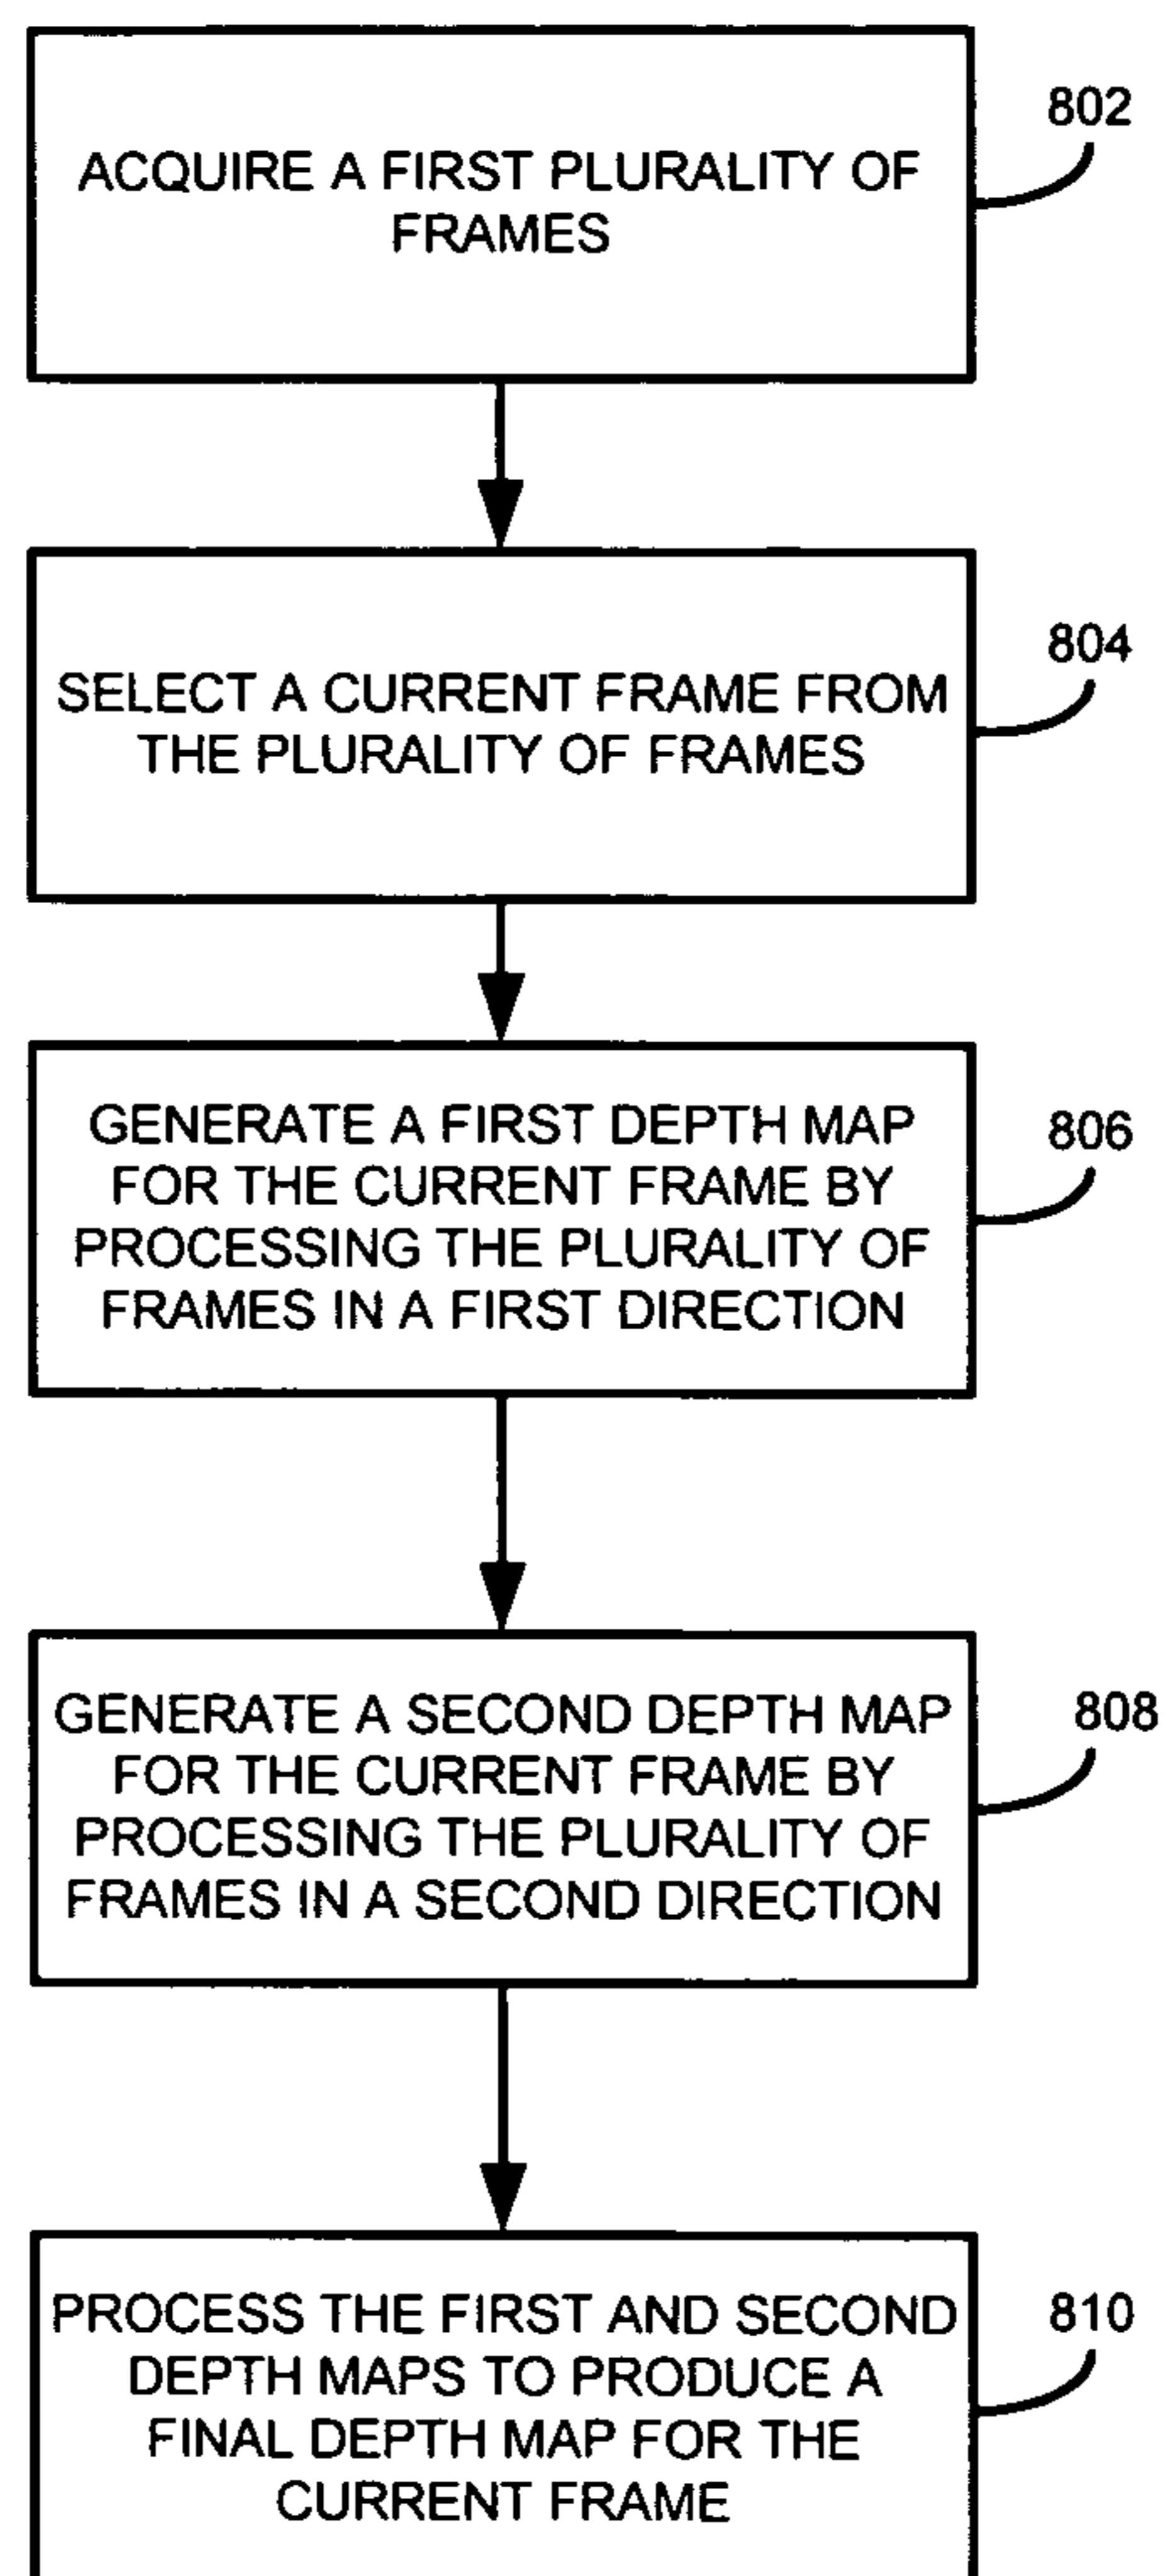 802
ACQUIRE A FIRST PLURALITY OF
FRAMES
804
SELECT A CURRENT FRAME FROM
THE PLURALITY OF FRAMES
806
GENERATE A FIRST DEPTH MAP
FOR THE CURRENT FRAME BY
PROCESSING THE PLURALITY OF
FRAMES IN A FIRST DIRECTION
808
GENERATE A SECOND DEPTH MAP
FOR THE CURRENT FRAME BY
PROCESSING THE PLURALITY OF
FRAMES IN A SECOND DIRECTION
810
PROCESS THE FIRST AND SECOND
DEPTH MAPS TO PRODUCE A
FINAL DEPTH MAP FOR THE
CURRENT FRAME